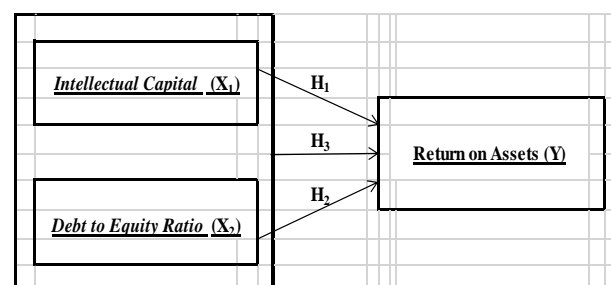 Intellectual Capital (X₁)
H₁
H₃
Return on Assets (Y)
H₂
Debt to Equity Ratio (X₂)